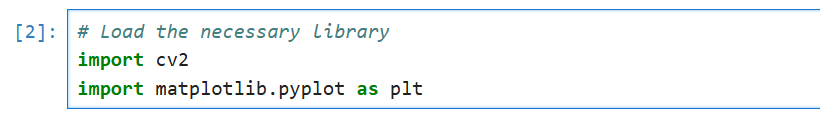 [2]: # Load the necessary library
import cv2
import matplotlib.pyplot as plt